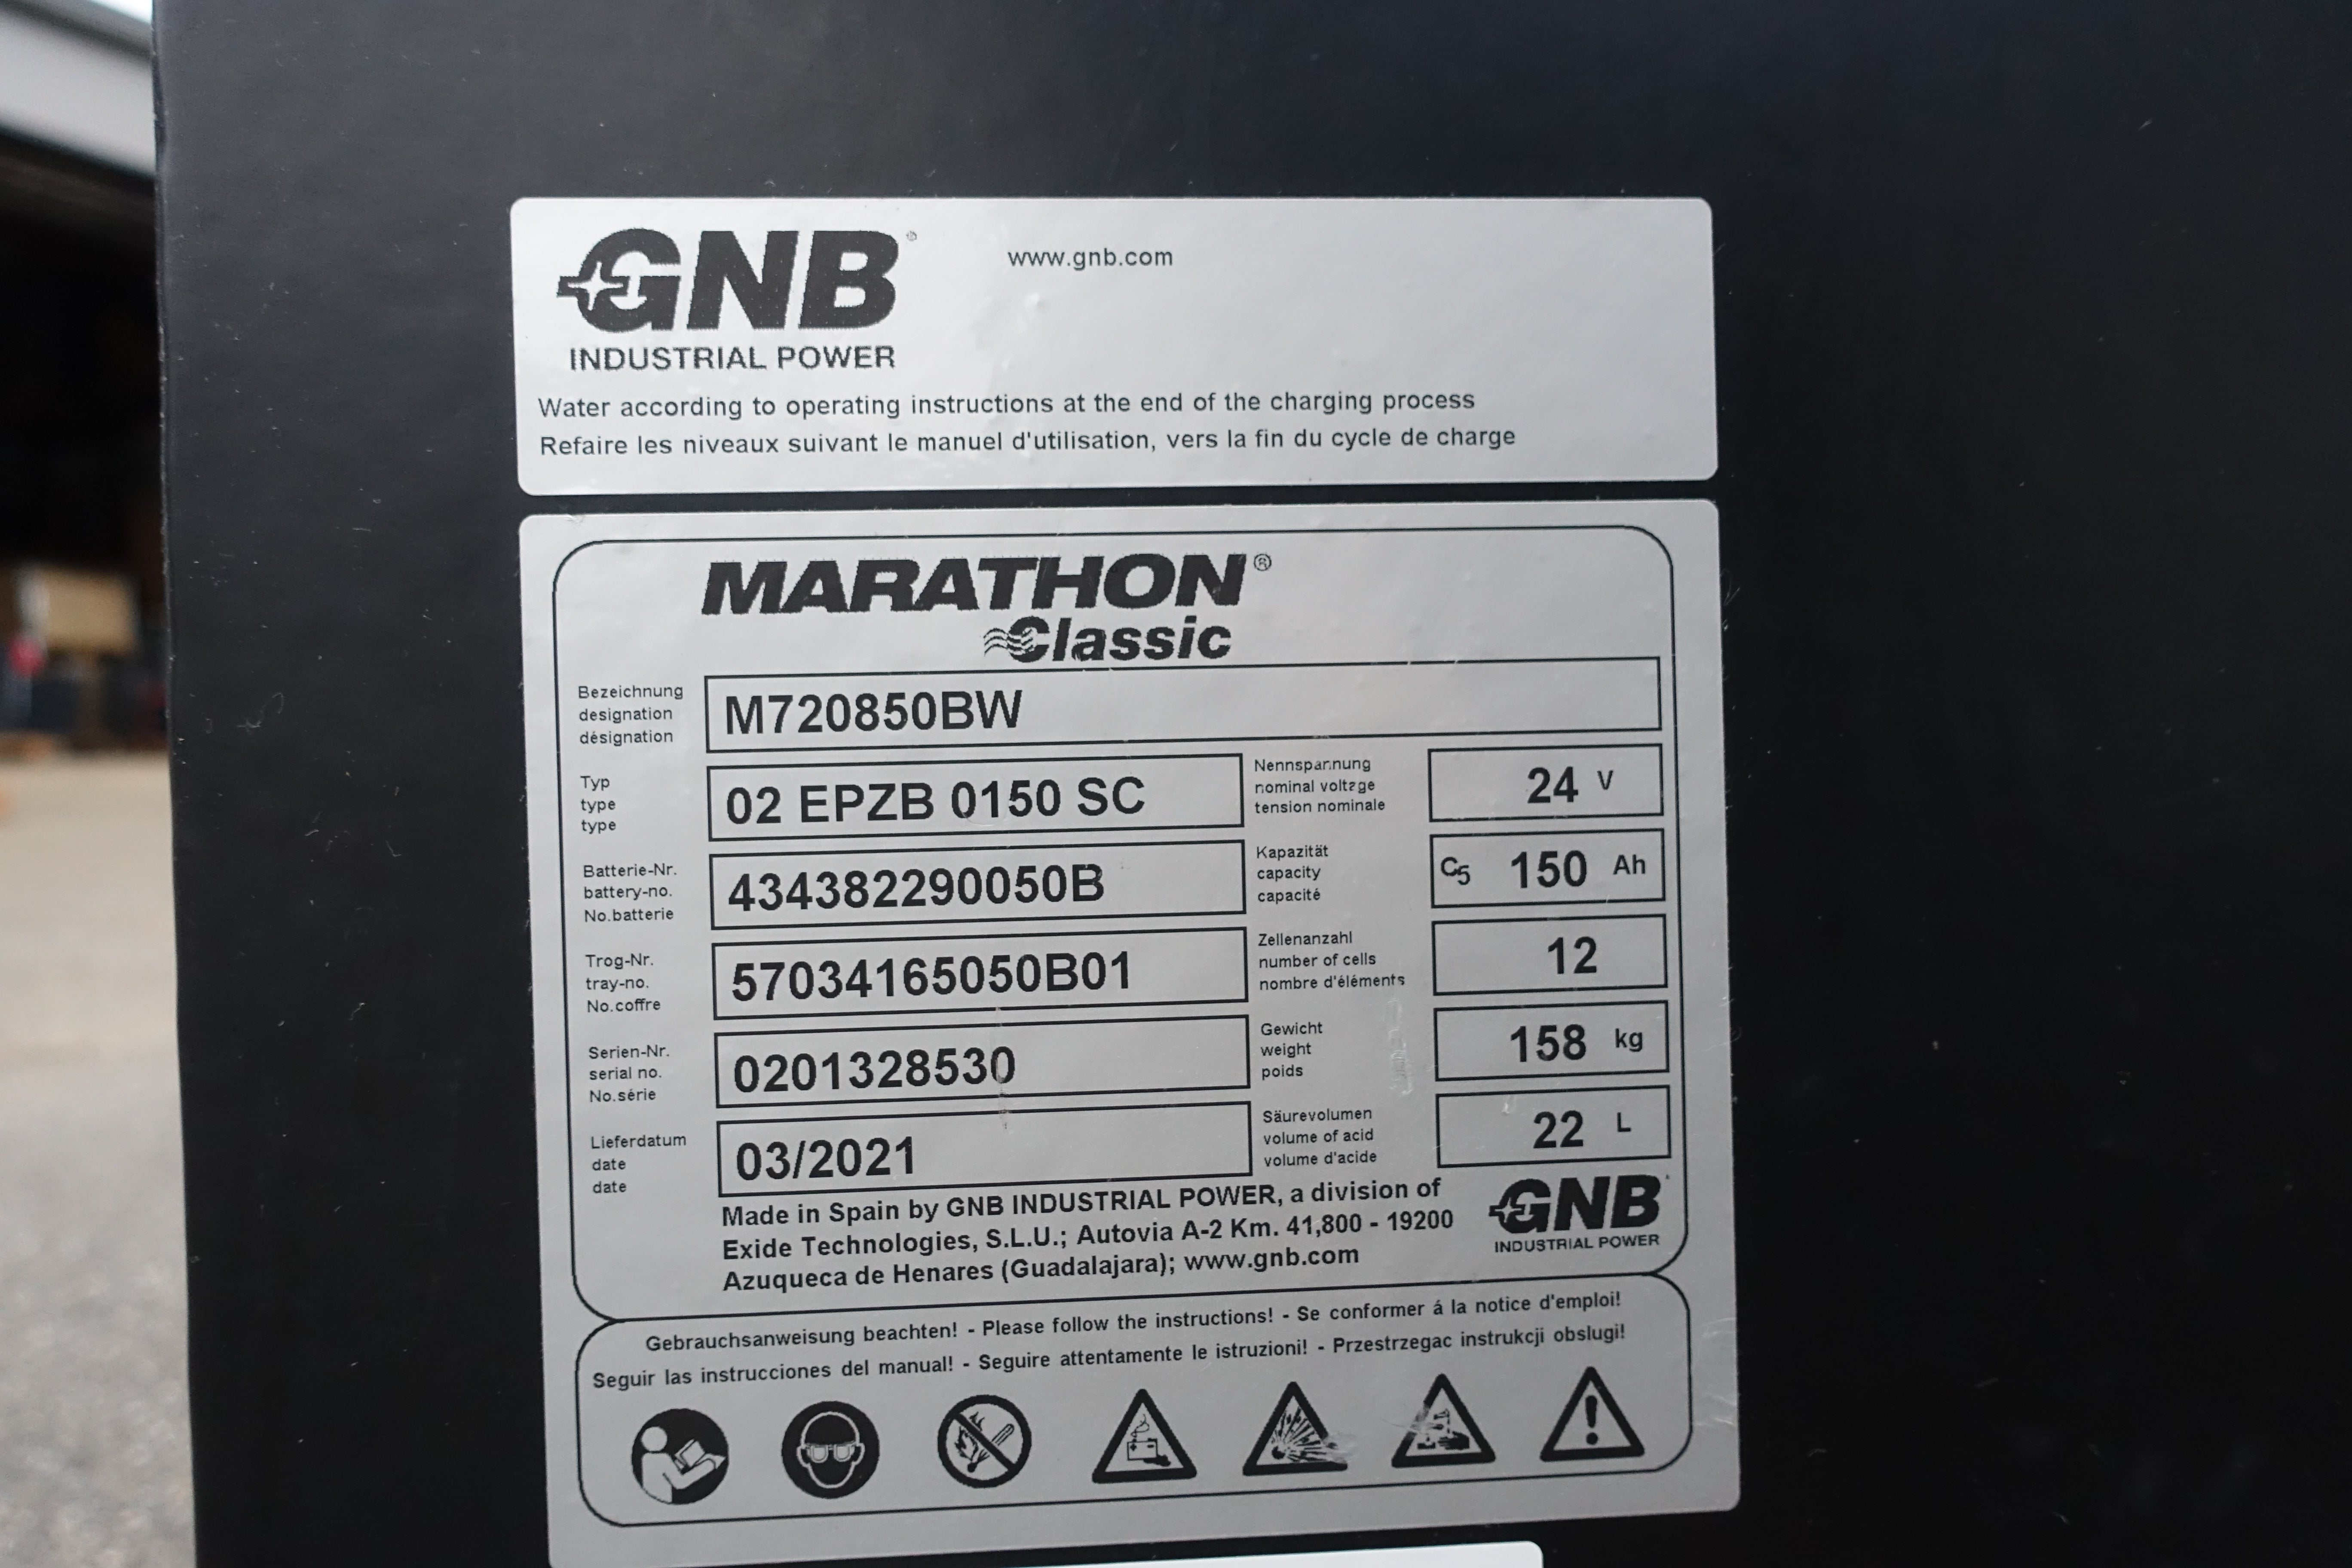 GNB®
www.gnb.com
INDUSTRIAL POWER
Water according to operating instructions at the end of the charging process
Refaire les niveaux suivant le manuel d'utilisation, vers la fin du cycle de charge
MARATHON®
Classic
Bezeichnung
designation
désignation
M720850BW
Typ
type
type
02 EPZB 0150 SC
Nennspannung
nominal voltage
tension nominale
24 V
Batterie-Nr.
battery-no.
No.batterie
434382290050B
Kapazität
capacity
capacité
C5 150 Ah
Trog-Nr.
tray-no.
No.coffre
57034165050B01
Zellenanzahl
number of cells
nombre d'éléments
12
Serien-Nr.
serial no.
No.série
0201328530
Gewicht
weight
poids
158 kg
Lieferdatum
date
date
03/2021
Säurevolumen
volume of acid
volume d'acide
22 L
Made in Spain by GNB INDUSTRIAL POWER, a division of
Exide Technologies, S.L.U.; Autovia A-2 Km. 41,800 - 19200
Azuqueca de Henares (Guadalajara); www.gnb.com
GNB
INDUSTRIAL POWER
Gebrauchsanweisung beachten! - Please follow the instructions! - Se conformer á la notice d'emploi!
Seguir las instrucciones del manual! - Seguire attentamente le istruzioni! - Przestrzegac instrukcji obslugi!